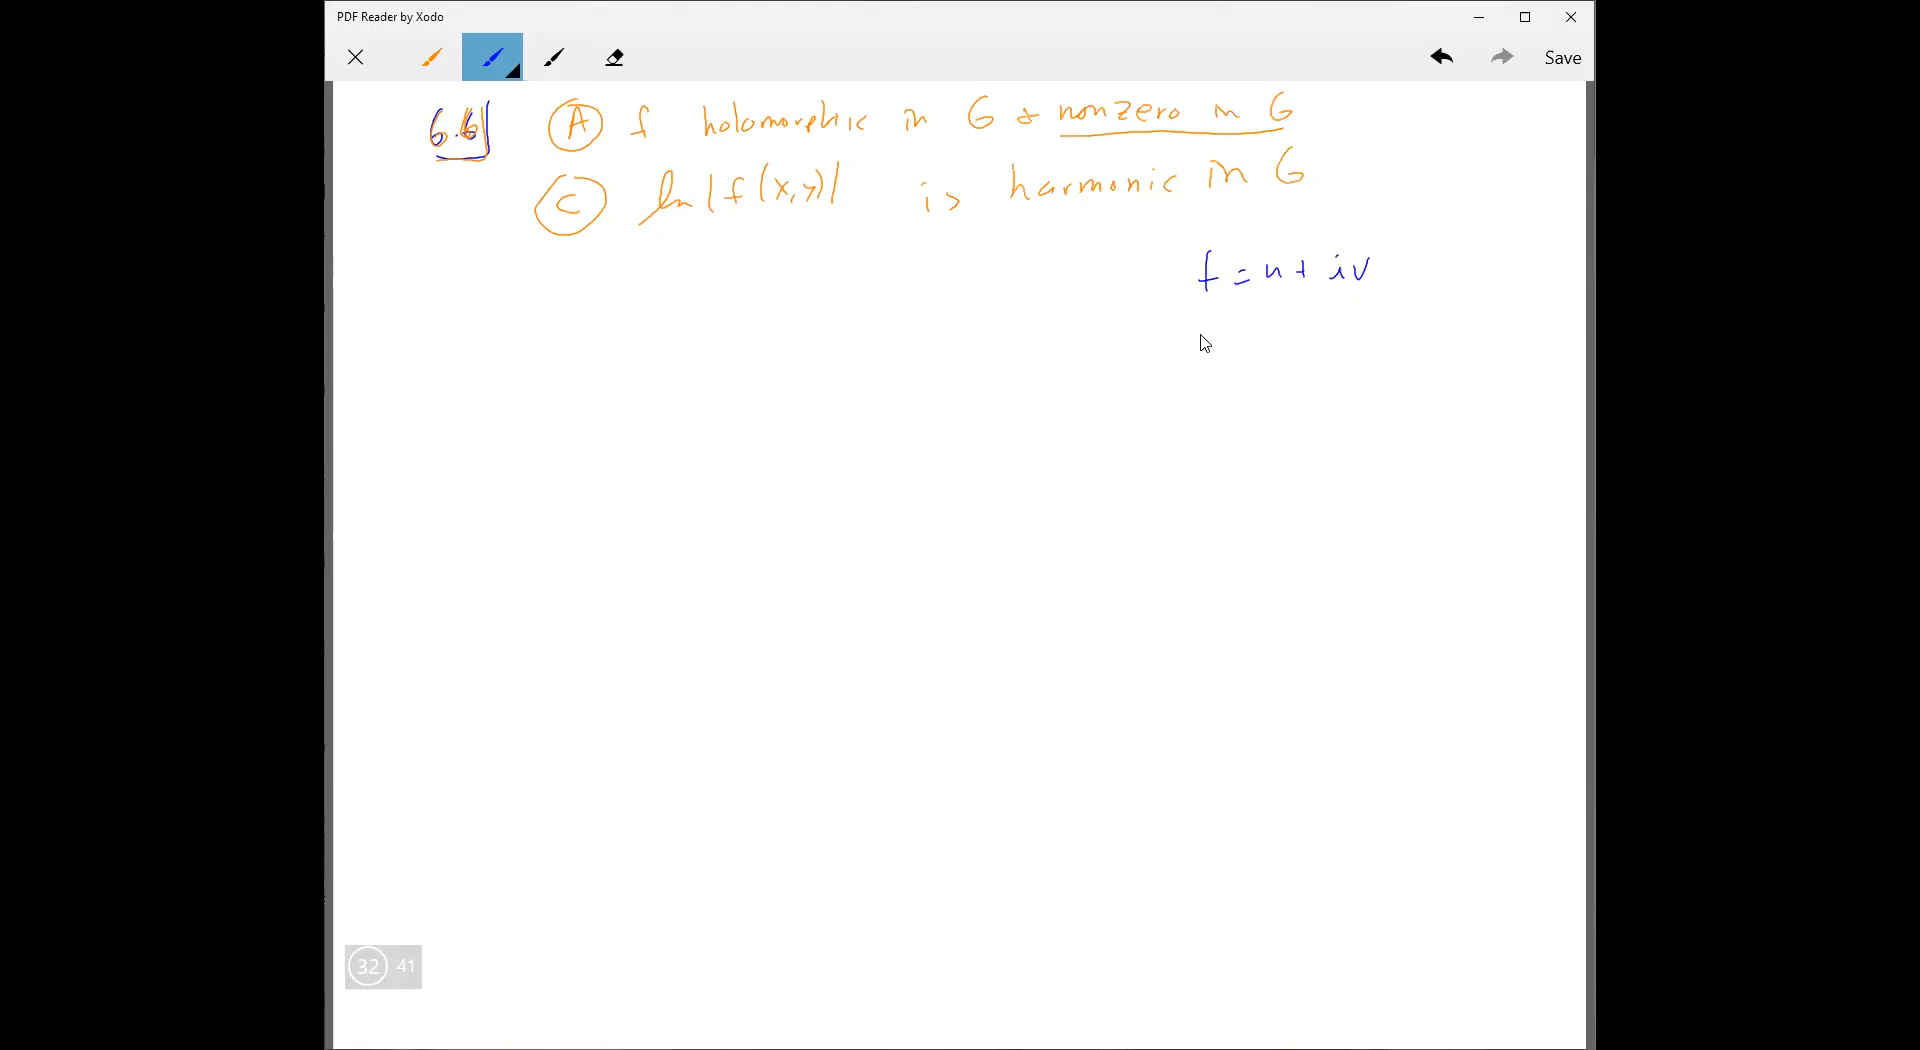 PDF Reader by Xodo
Save
6.6 Ⓐ f holomorphic in G & nonzero in G
Ⓒ ln|f(x,y)| is harmonic in G
f = u + iv
32 41